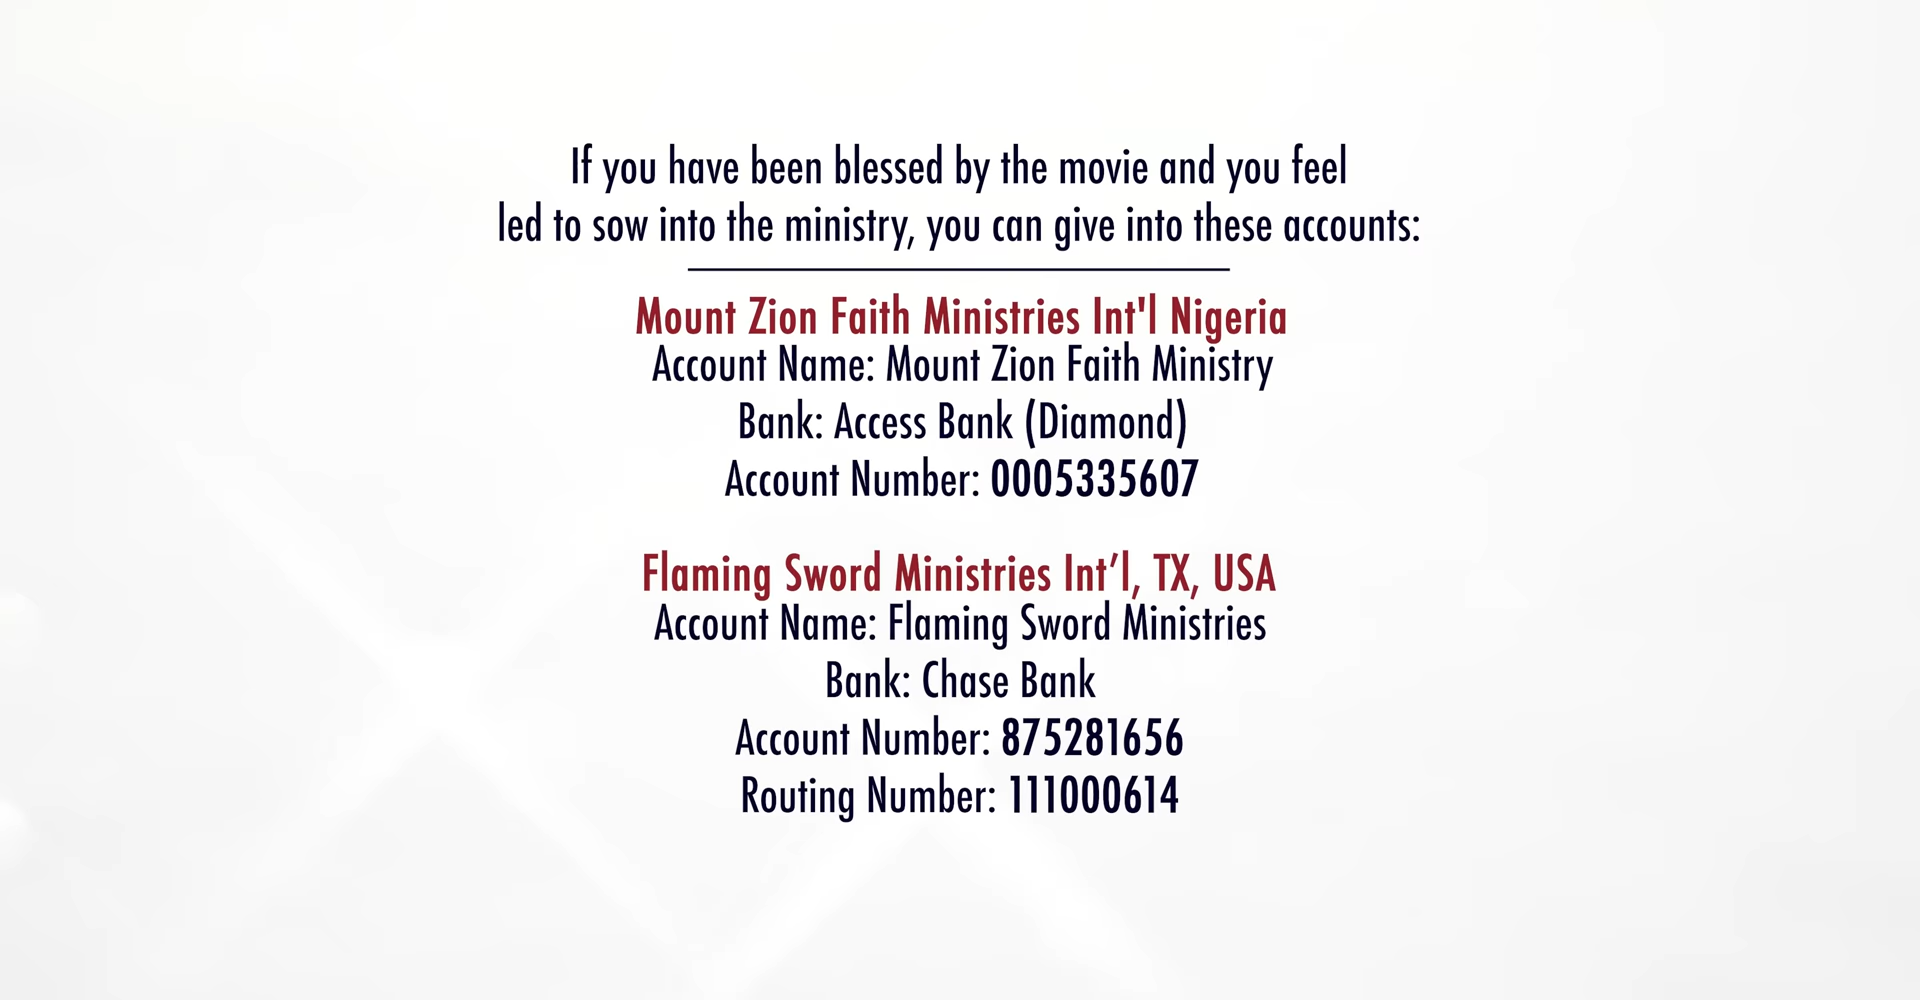 If you have been blessed by the movie and you feel
led to sow into the ministry, you can give into these accounts:
Mount Zion Faith Ministries Int'l Nigeria
Account Name: Mount Zion Faith Ministry
Bank: Access Bank (Diamond)
Account Number: 0005335607
Flaming Sword Ministries Int’l, TX, USA
Account Name: Flaming Sword Ministries
Bank: Chase Bank
Account Number: 875281656
Routing Number: 111000614